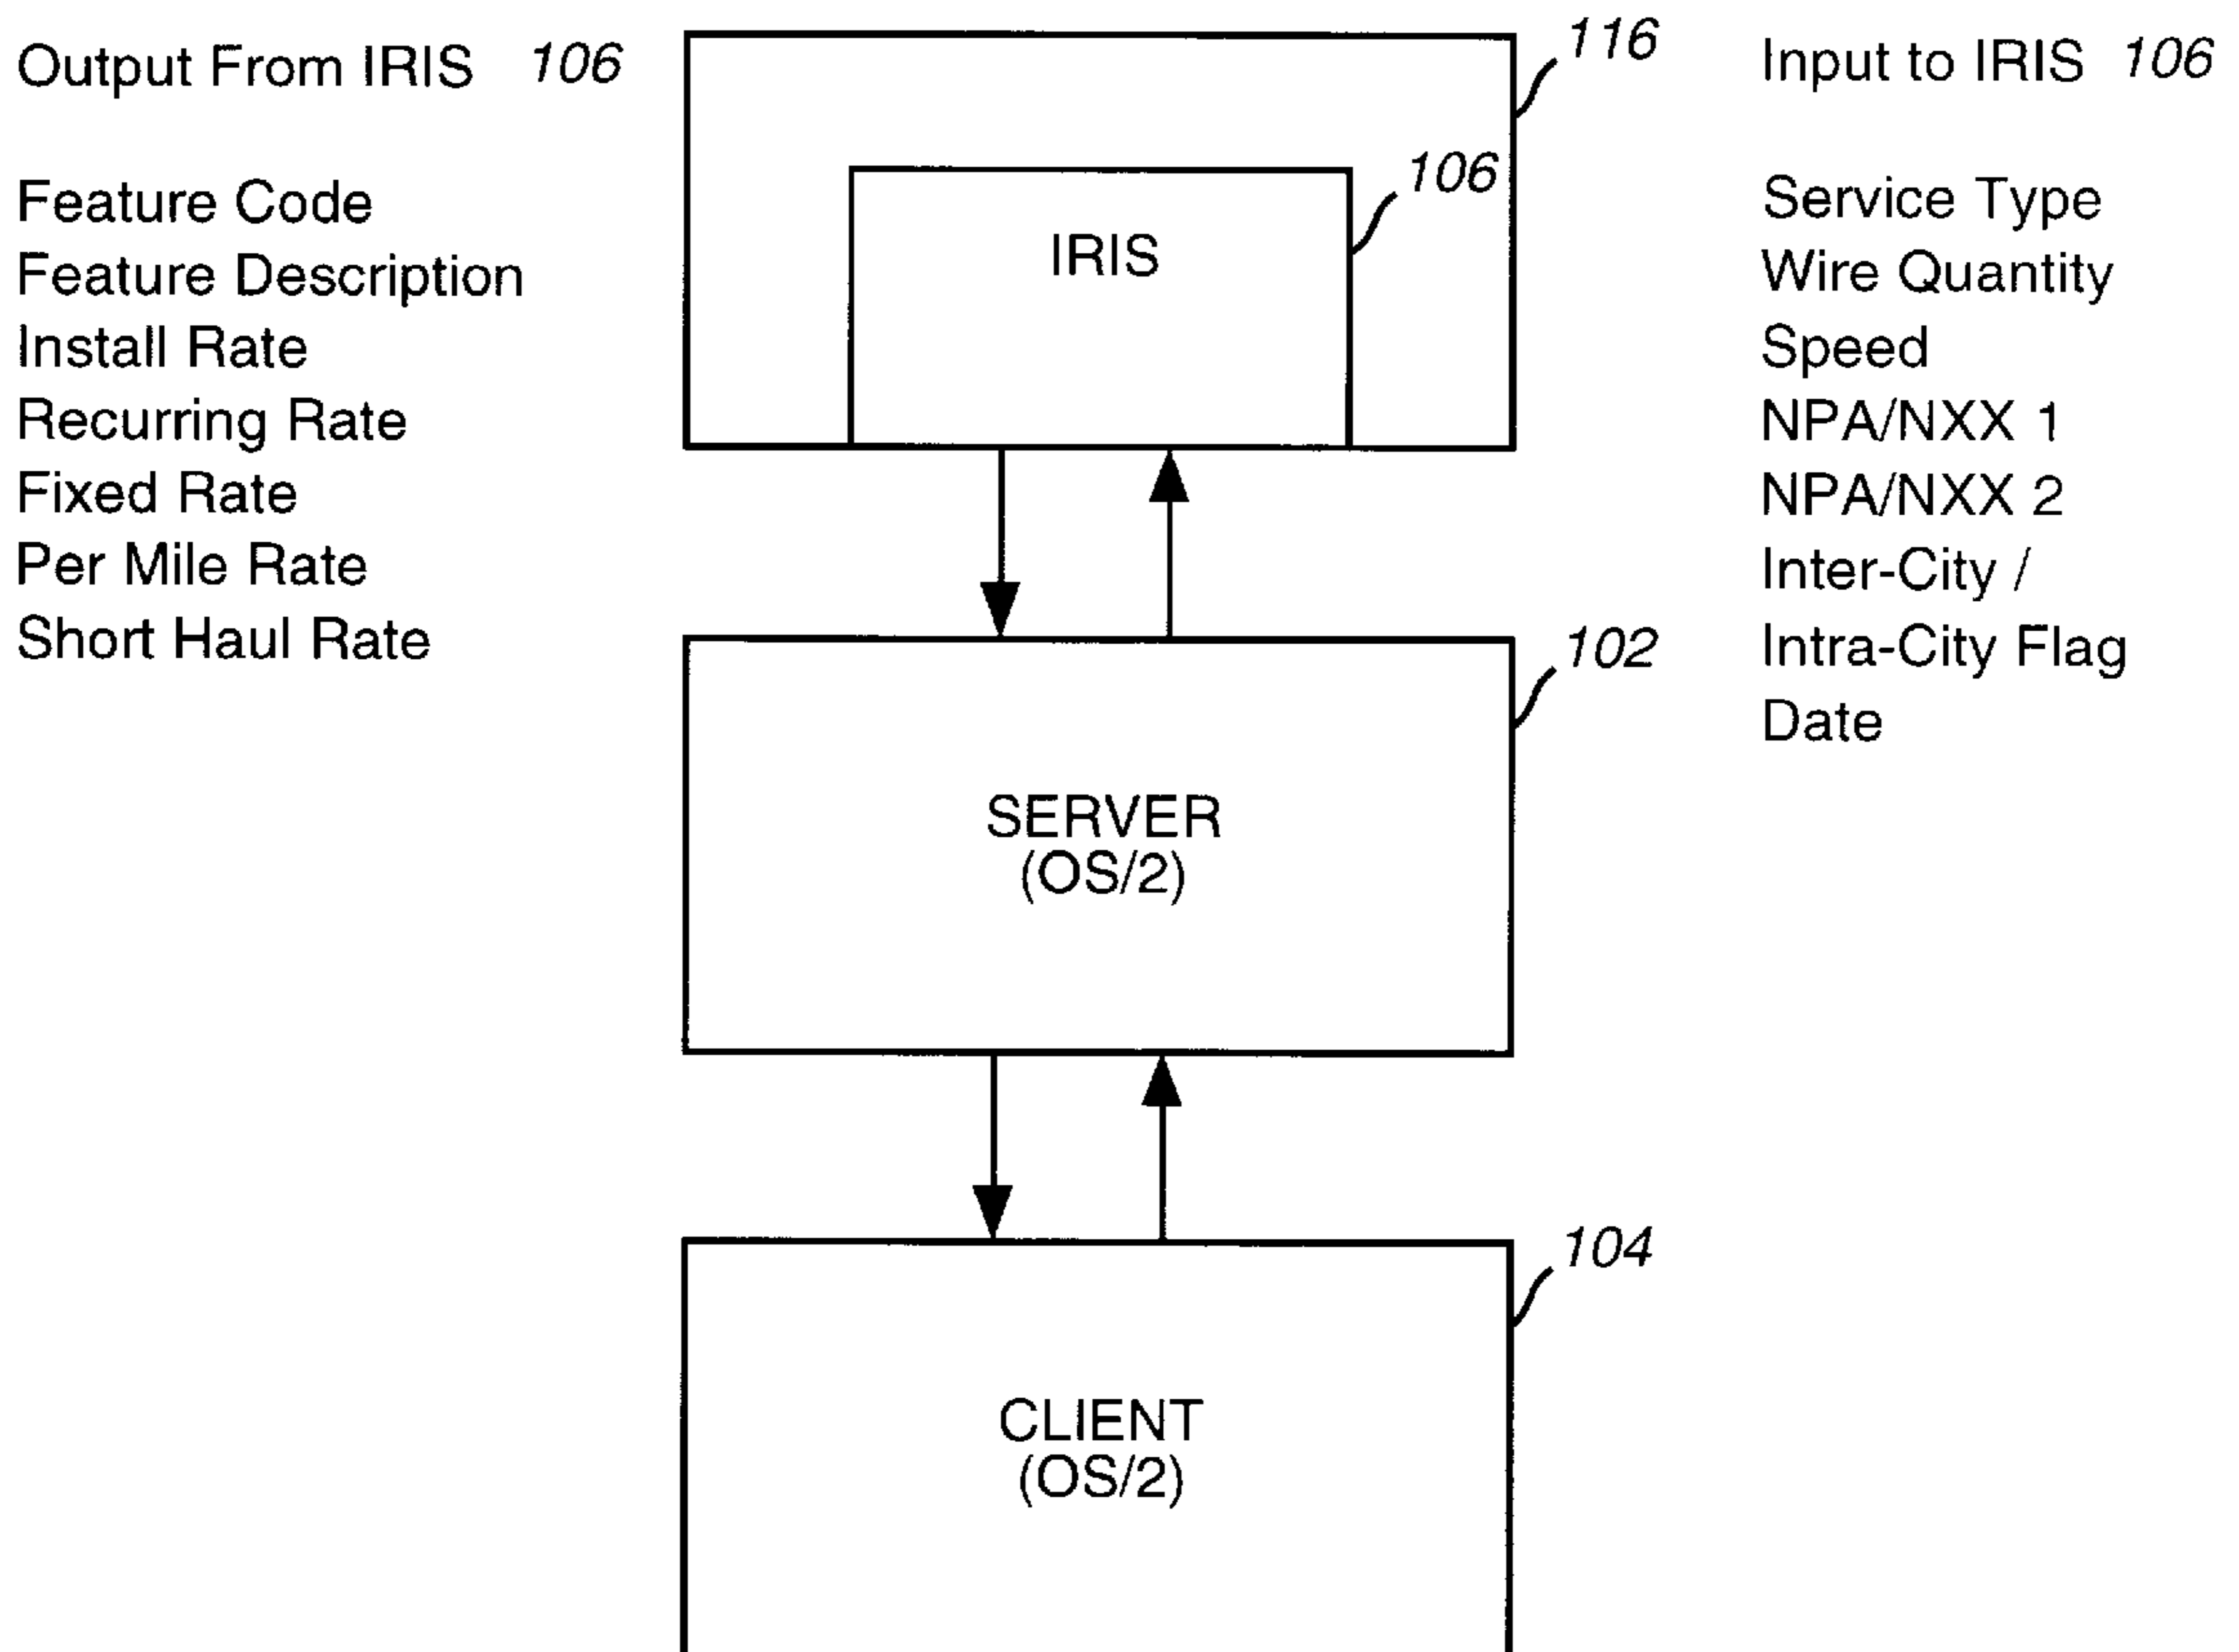 Output From IRIS 106
Feature Code
Feature Description
Install Rate
Recurring Rate
Fixed Rate
Per Mile Rate
Short Haul Rate
116
106
IRIS
102
SERVER
(OS/2)
104
CLIENT
(OS/2)
Input to IRIS 106
Service Type
Wire Quantity
Speed
NPA/NXX 1
NPA/NXX 2
Inter-City /
Intra-City Flag
Date